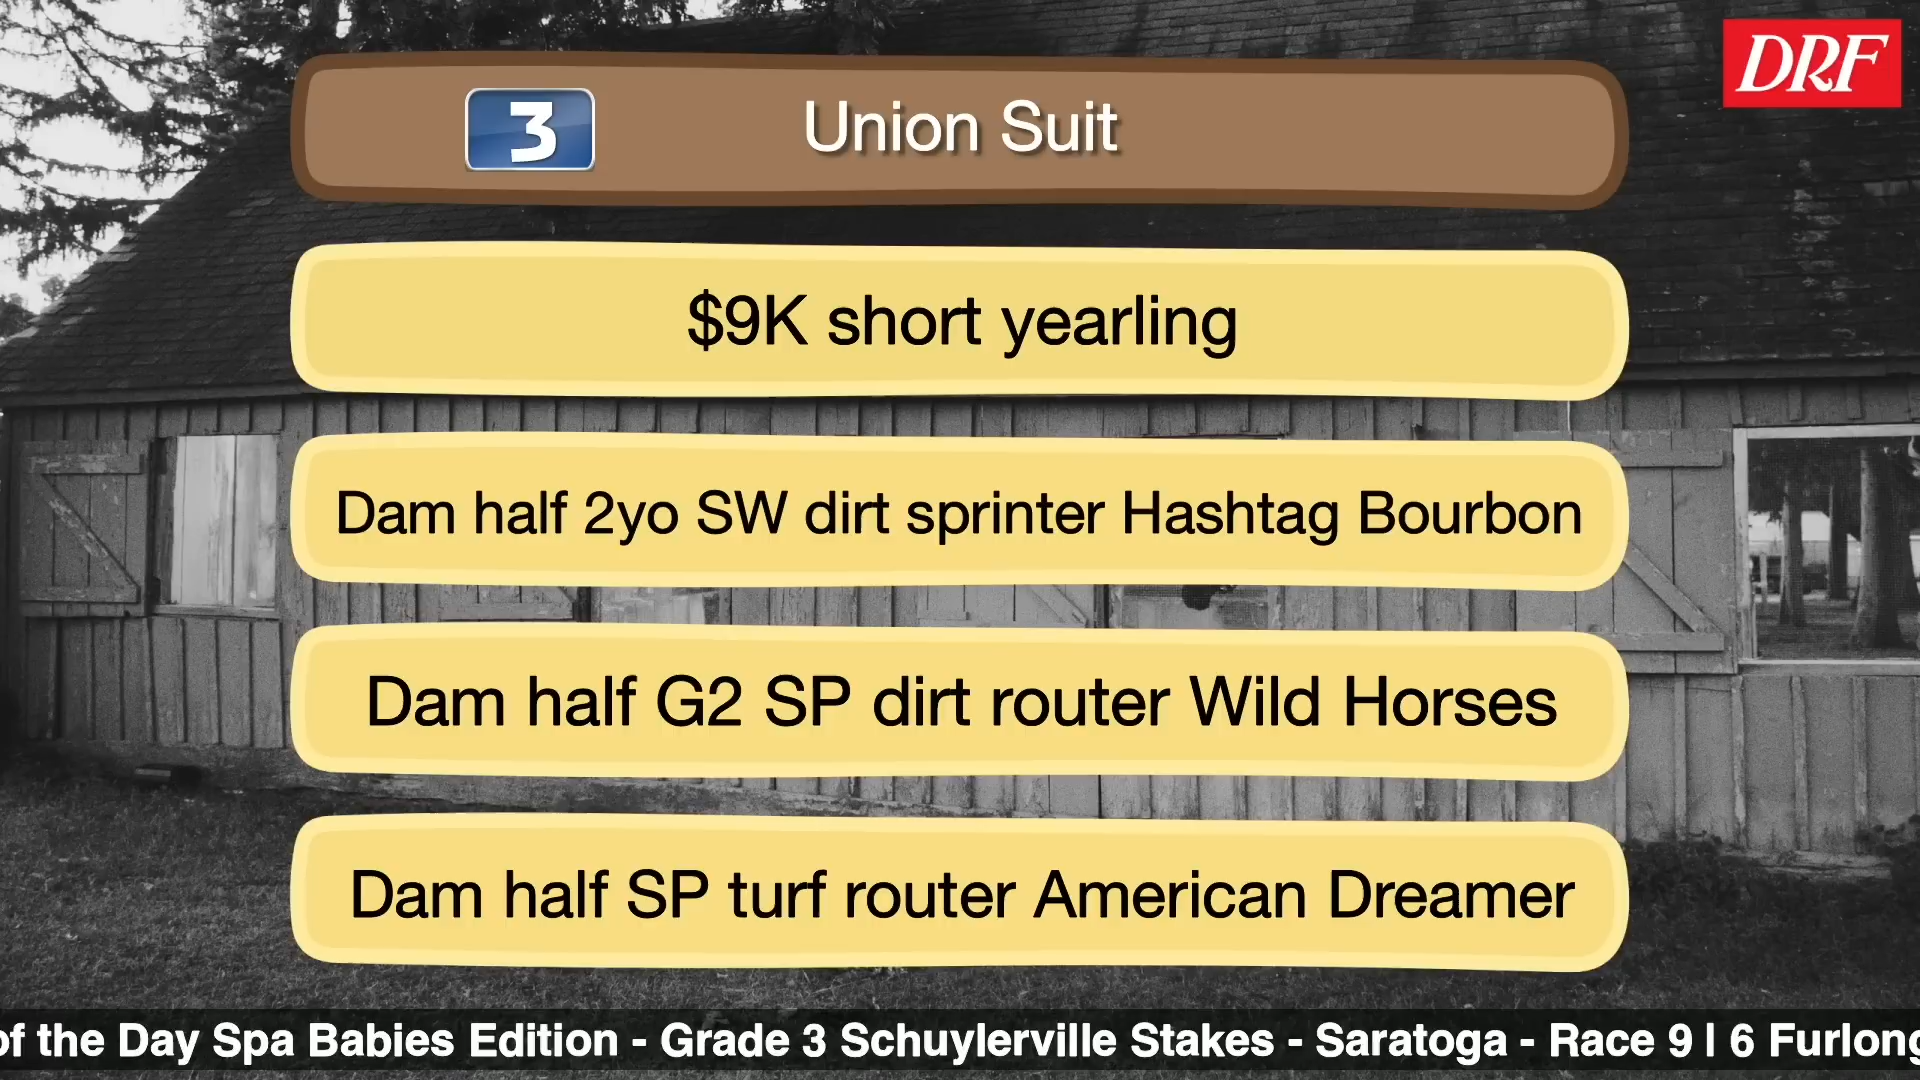 DRF
3 Union Suit
$9K short yearling
Dam half 2yo SW dirt sprinter Hashtag Bourbon
Dam half G2 SP dirt router Wild Horses
Dam half SP turf router American Dreamer
of the Day Spa Babies Edition - Grade 3 Schuylerville Stakes - Saratoga - Race 9 | 6 Furlong